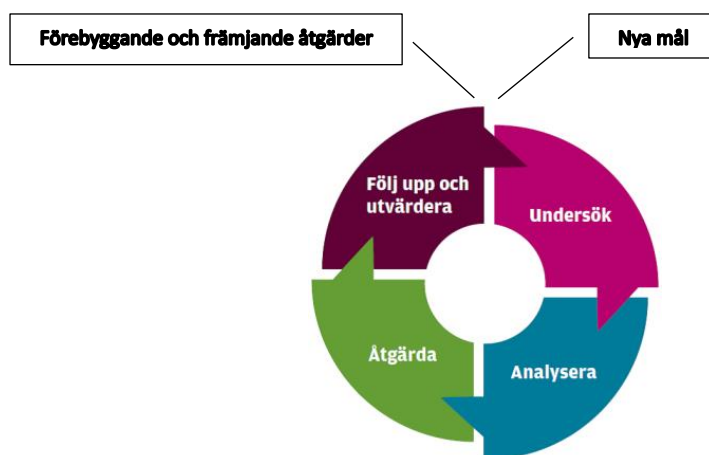 Förebyggande och främjande åtgärder
Nya mål
Följ upp och
utvärdera
Undersök
Åtgärda
Analysera